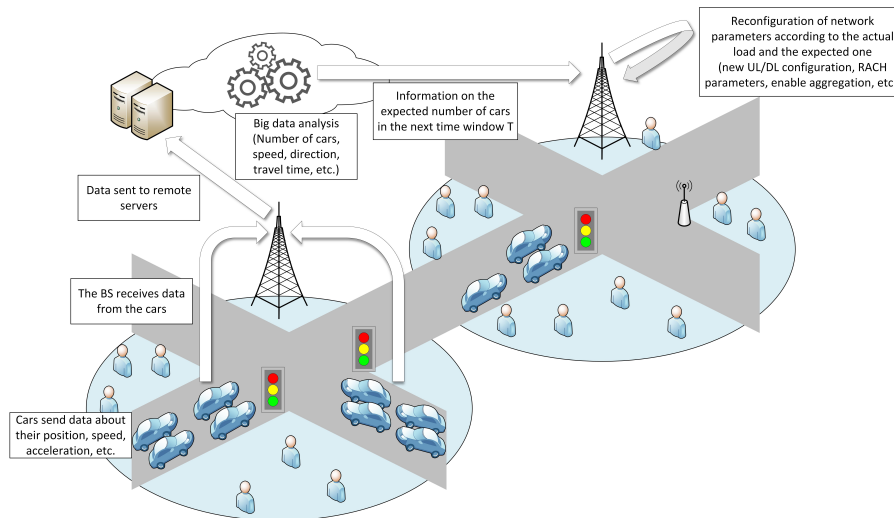 Reconfiguration of network
parameters according to the actual
load and the expected one
(new UL/DL configuration, RACH
parameters, enable aggregation, etc
Information on the
expected number of cars
in the next time window T
Big data analysis
(Number of cars,
speed, direction,
travel time, etc.)
Data sent to remote
servers
The BS receives data
from the cars
Cars send data about
their position, speed,
acceleration, etc.